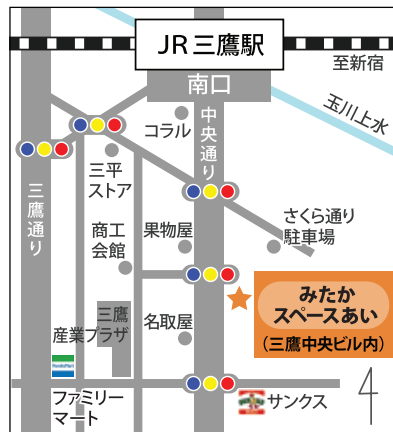 JR三鷹駅
至新宿
南口
玉川上水
コラル
中央通り
三平
ストア
三鷹通り
さくら通り
駐車場
商工
会館
果物屋
みたか
スペースあい
(三鷹中央ビル内)
三鷹
産業プラザ
名取屋
FamilyMart
ファミリー
マート
サンクス
4